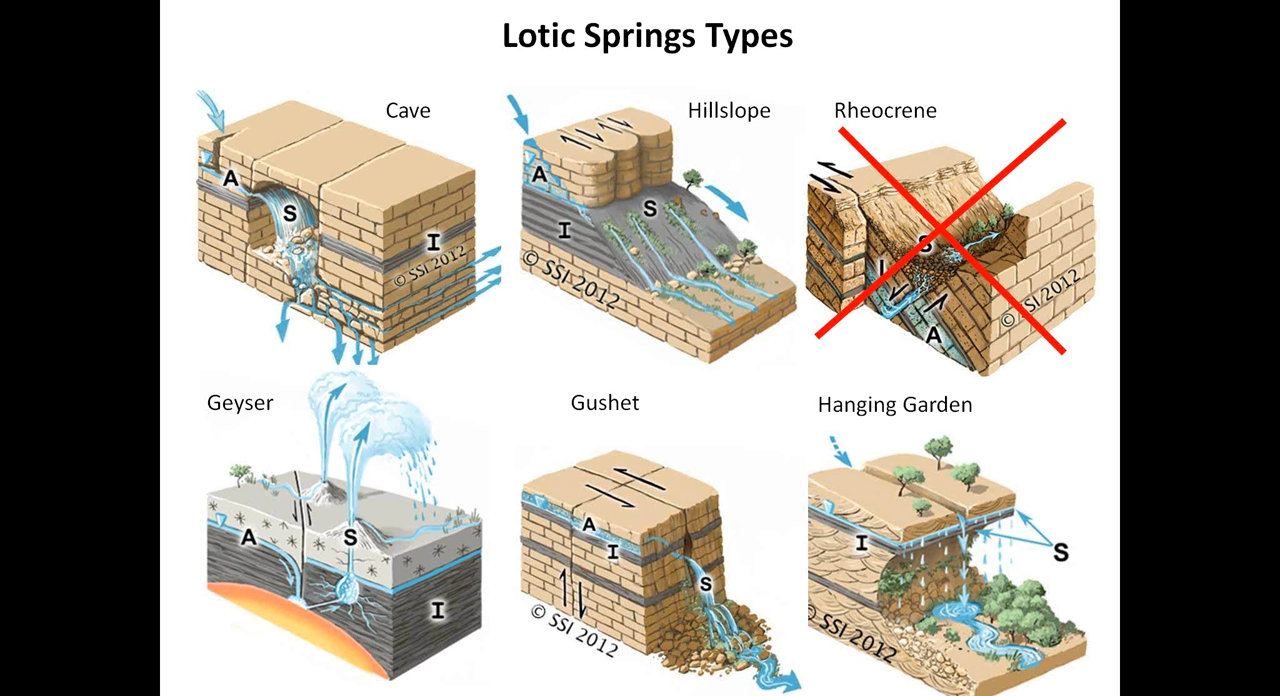 Lotic Springs Types
Cave
A
S
I
© SSI 2012
Hillslope
A
S
I
© SSI 2012
Rheocrene
S
I
A
© SSI 2012
Geyser
A
S
I
Gushet
A
I
S
© SSI 2012
Hanging Garden
I
S
© SSI 2012